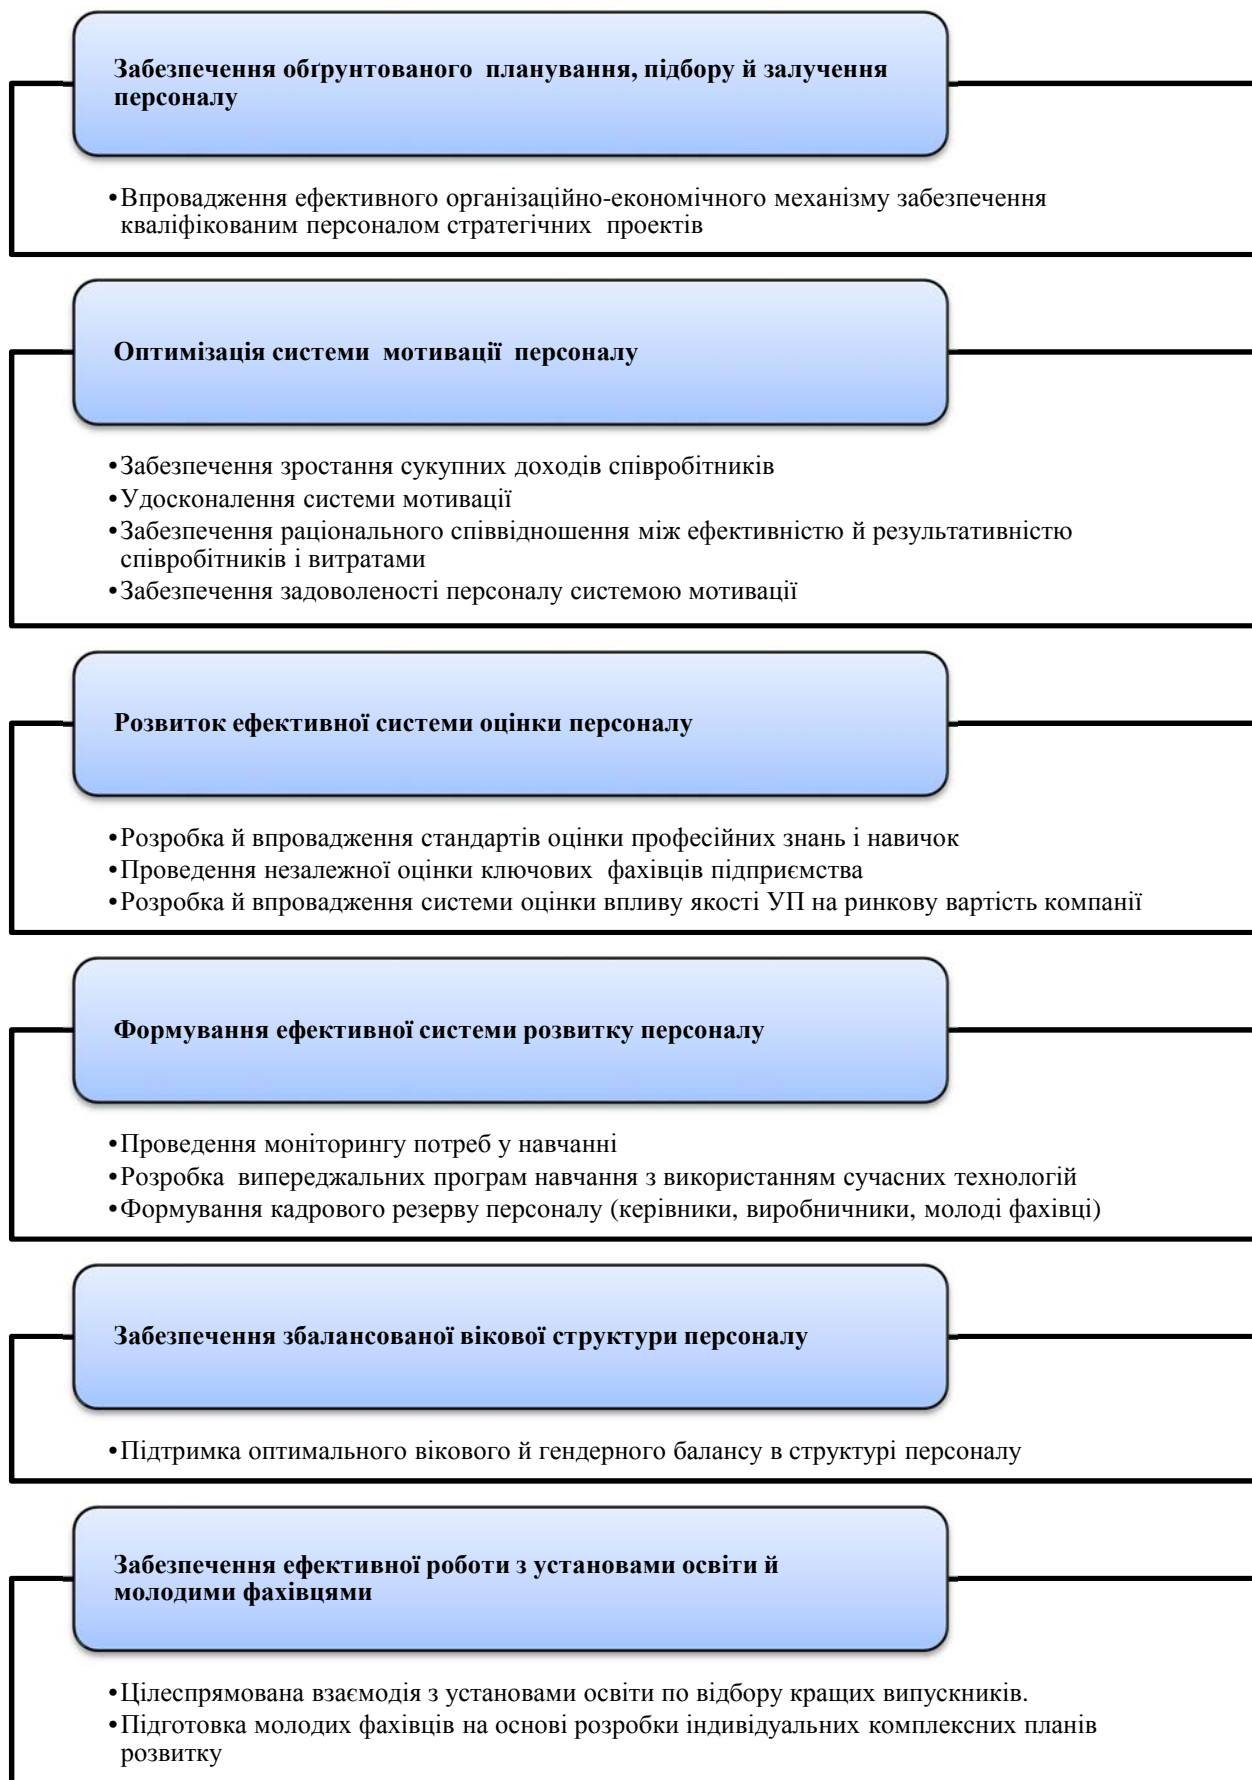 Забезпечення обґрунтованого планування, підбору й залучення
персоналу
•Впровадження ефективного організаційно-економічного механізму забезпечення
кваліфікованим персоналом стратегічних проектів
Оптимізація системи мотивації персоналу
•Забезпечення зростання сукупних доходів співробітників
•Удосконалення системи мотивації
•Забезпечення раціонального співвідношення між ефективністю й результативністю
співробітників і витратами
•Забезпечення задоволеності персоналу системою мотивації
Розвиток ефективної системи оцінки персоналу
•Розробка й впровадження стандартів оцінки професійних знань і навичок
•Проведення незалежної оцінки ключових фахівців підприємства
•Розробка й впровадження системи оцінки впливу якості УП на ринкову вартість компанії
Формування ефективної системи розвитку персоналу
•Проведення моніторингу потреб у навчанні
•Розробка випереджальних програм навчання з використанням сучасних технологій
•Формування кадрового резерву персоналу (керівники, виробничники, молоді фахівці)
Забезпечення збалансованої вікової структури персоналу
•Підтримка оптимального вікового й гендерного балансу в структурі персоналу
Забезпечення ефективної роботи з установами освіти й
молодими фахівцями
•Цілеспрямована взаємодія з установами освіти по відбору кращих випускників.
•Підготовка молодих фахівців на основі розробки індивідуальних комплексних планів
розвитку